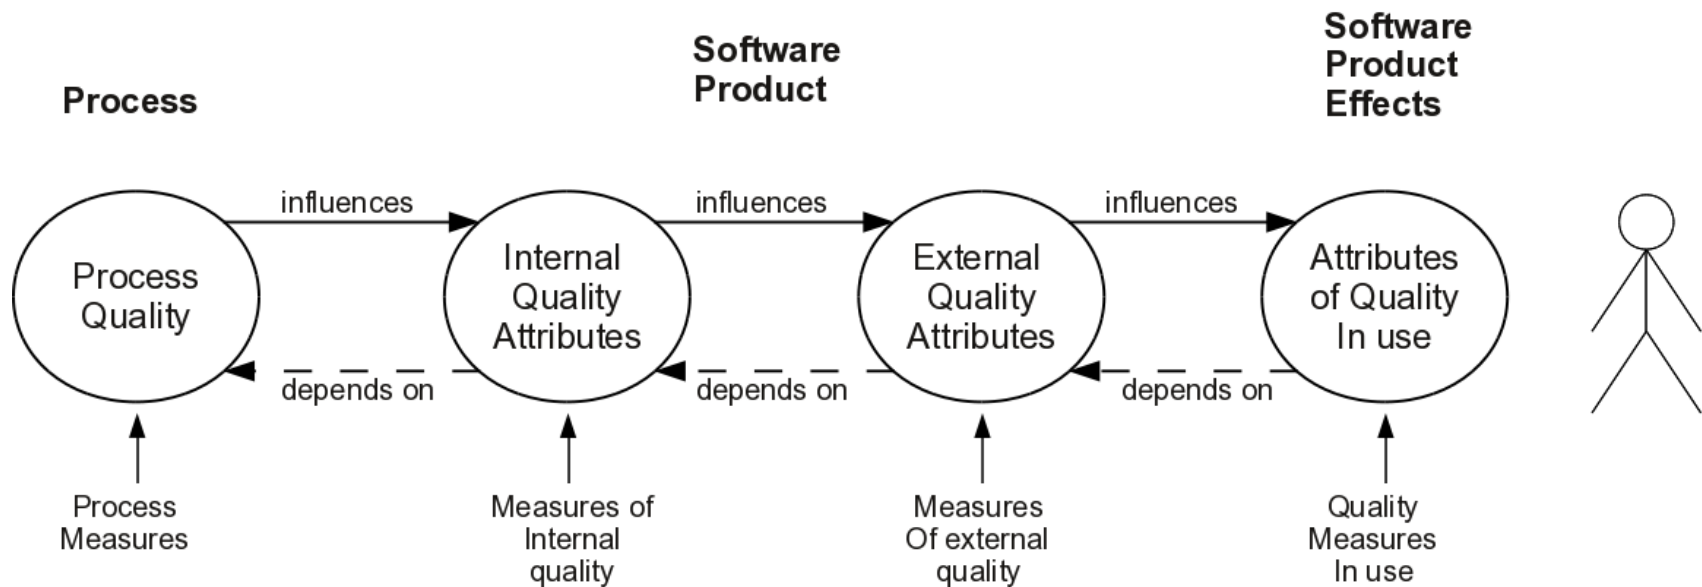 Process
Software
Product
Software
Product
Effects
influences
influences
influences
Process
Quality
Internal
Quality
Attributes
External
Quality
Attributes
Attributes
of Quality
In use
depends on
depends on
depends on
Process
Measures
Measures of
Internal
quality
Measures
Of external
quality
Quality
Measures
In use